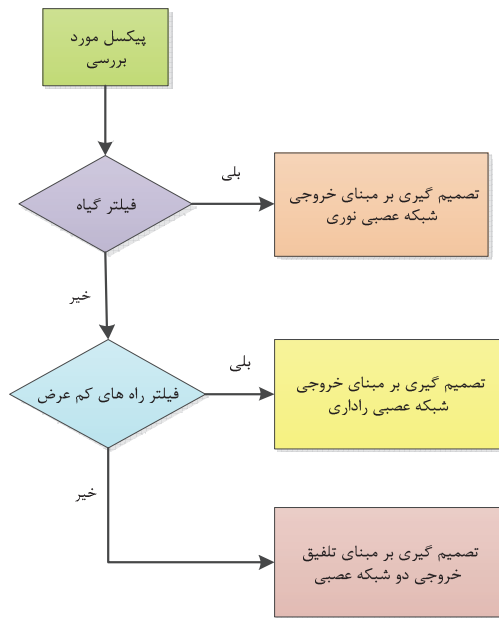 پیکسل مورد
بررسی
فیلتر گیاه
بلی
تصمیم گیری بر مبنای خروجی
شبکه عصبی نوری
خیر
فیلتر راه های کم عرض
بلی
تصمیم گیری بر مبنای خروجی
شبکه عصبی راداری
خیر
تصمیم گیری بر مبنای تلفیق
خروجی دو شبکه عصبی